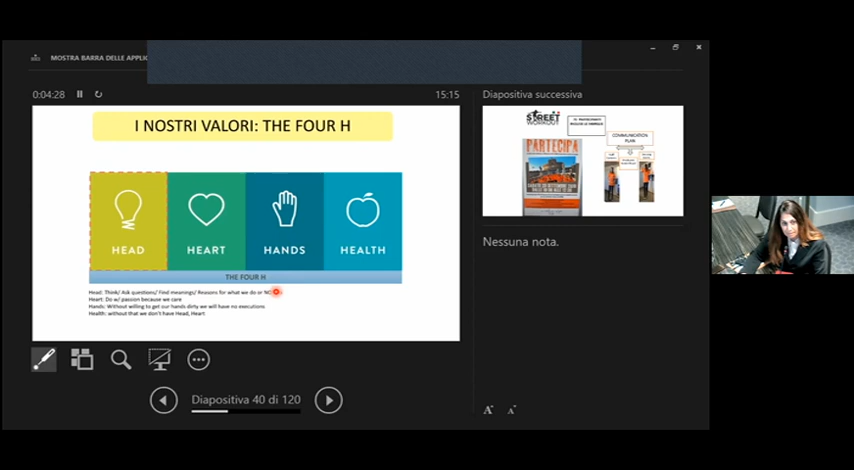 MOSTRA BARRA DELLE APPLIC
0:04:28
15:15
Diapositiva successiva
I NOSTRI VALORI: THE FOUR H
HEAD HEART HANDS HEALTH
THE FOUR H
Head: Think/ Ask questions/ Find meanings/ Reasons for what we do or NO
Heart: Do w/ passion because we care
Hands: Without willing to get our hands dirty we will have no executions
Health: without that we don't have Head, Heart
STREET
WORKOUT
COMMUNICATION
PLAN
PARTECIPA
Nessuna nota.
Diapositiva 40 di 120
A A